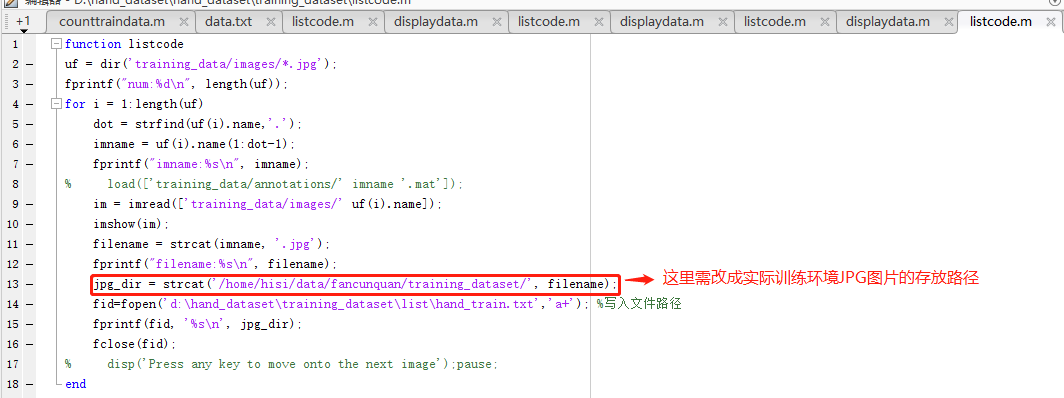 编辑器 - D:\hand_dataset\hand_dataset\training_dataset\listcode.m
+1 counttraindata.m data.txt listcode.m displaydata.m listcode.m displaydata.m listcode.m displaydata.m listcode.m
1 function listcode
2 uf = dir('training_data/images/*.jpg');
3 fprintf("num:%d\n", length(uf));
4 for i = 1:length(uf)
5 dot = strfind(uf(i).name,'.');
6 imname = uf(i).name(1:dot-1);
7 fprintf("imname:%s\n", imname);
8 % load(['training_data/annotations/' imname '.mat']);
9 im = imread(['training_data/images/' uf(i).name]);
10 imshow(im);
11 filename = strcat(imname, '.jpg');
12 fprintf("filename:%s\n", filename);
13 jpg_dir = strcat('/home/hisi/data/fancunquan/training_dataset/', filename); 这里需改成实际训练环境JPG图片的存放路径
14 fid=fopen('d:\hand_dataset\training_dataset\list\hand_train.txt','a+'); %写入文件路径
15 fprintf(fid, '%s\n', jpg_dir);
16 fclose(fid);
17 % disp('Press any key to move onto the next image');pause;
18 end